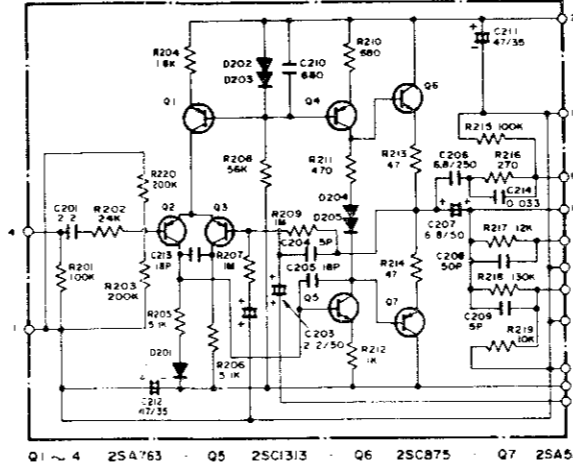 R204
1.8K
D202
D203
C210
680
R210
680
C211
47/35
2
Q1
Q4
Q6
R215 100K
R208
56K
R211
470
R213
47
C206
6.8/250
R216
270
C214
0.033
R220
200K
D204
D205
C201
2.2
R202
24K
Q2
Q3
R209
1M
C204 5P
C207
6.8/50
R217 12K
4
C213
18P
R207
1M
C205 18P
C208
50P
R201
100K
R203
200K
R214
47
R218 130K
Q5
Q7
R205
5.1K
C203
2.2/50
C209
5P
R219
10K
1
D201
R206
5.1K
R212
1K
C212
47/35
Q1 ~ 4 2SA763 · Q5 2SC1313 · Q6 2SC875 · Q7 2SA5